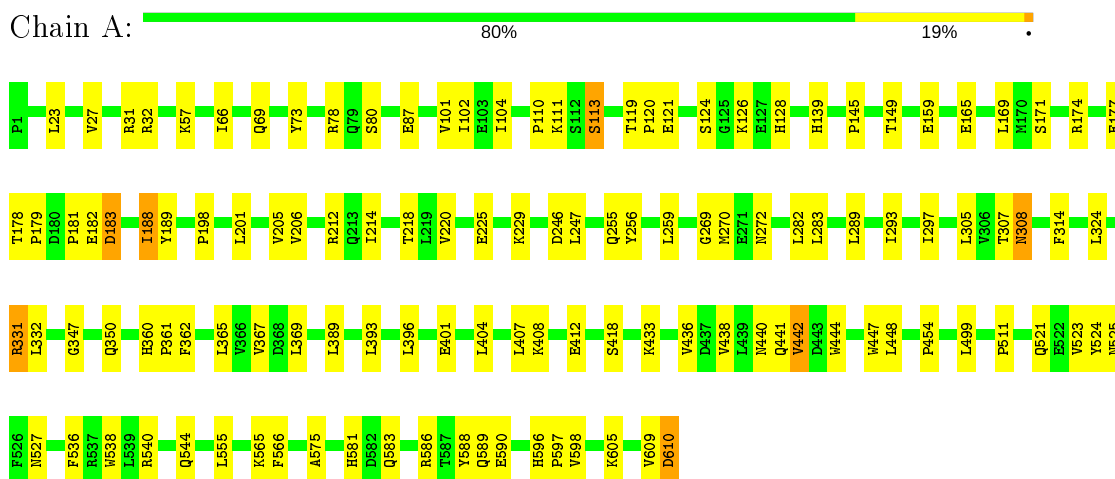 Chain A:
80% 19% •
P1 L23 V27 R31 R32 K57 I66 Q69 Y73 R78 Q79 S80 E87 V101 I102 E103 I104 P110 K111 S112 S113 T119 P120 E121 S124 G125 K126 E127 H128 H139 P145 T149 E159 E165 L169 M170 S171 R174
T178 P179 D180 P181 E182 D183 I188 Y189 P198 L201 V205 V206 R212 Q213 I214 T218 L219 V220 E225 K229 D246 L247 Q255 Y256 L259 G269 M270 E271 N272 L282 L283 L289 I293 I297 L305 V306 T307 N308 F314 L324
R331 L332 G347 Q350 H360 P361 F362 L365 V366 V367 D368 L369 L389 L393 L396 E401 L404 L407 K408 E412 S418 K433 V436 D437 V438 L439 N440 Q441 V442 D443 W444 W447 L448 P454 L499 P511 Q521 E522 V523 Y524
F526 N527 F536 R537 W538 L539 R540 Q544 L555 K565 F566 A575 H581 D582 Q583 R586 T587 Y588 Q589 E590 H596 P597 V598 K605 V609 D610